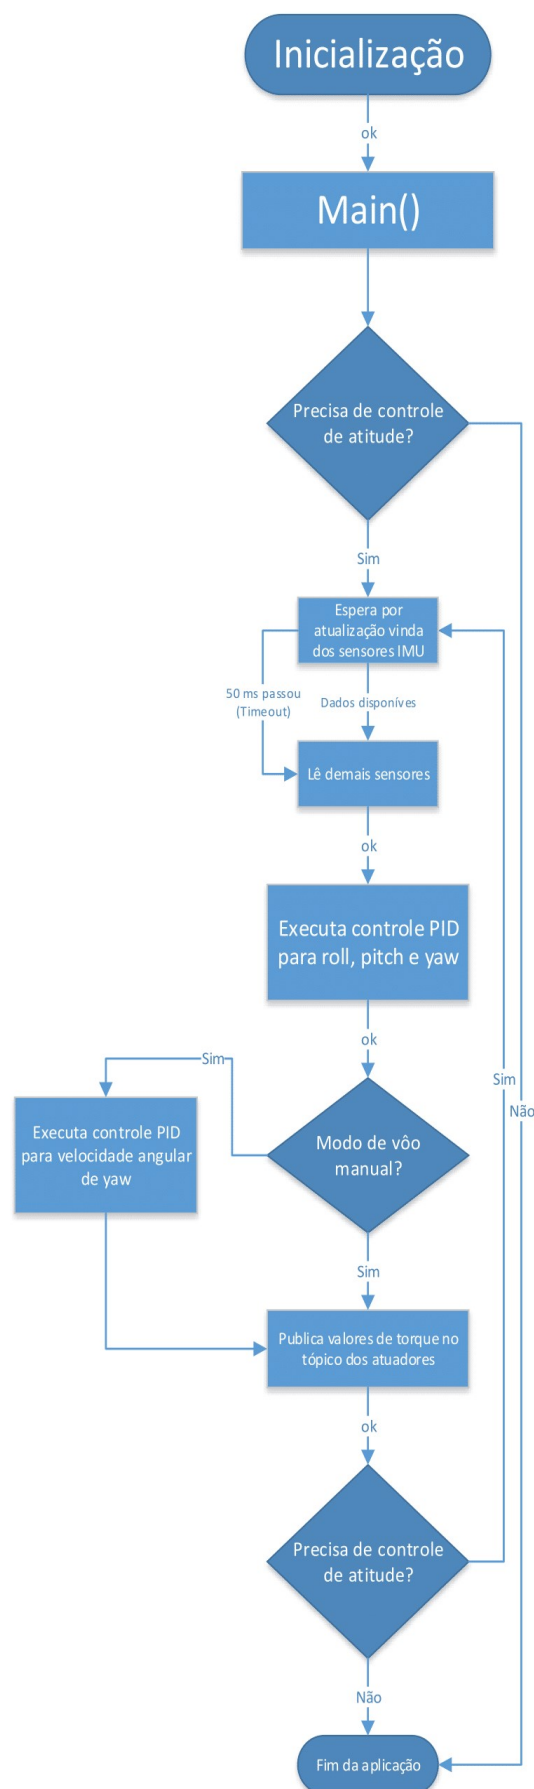 Inicialização
ok
Main()
Precisa de controle
de atitude?
Sim
Espera por
atualização vinda
dos sensores IMU
50 ms passou
(Timeout)
Dados disponíves
Lê demais sensores
ok
Executa controle PID
para roll, pitch e yaw
ok
Sim
Sim
Não
Executa controle PID
para velocidade angular
de yaw
Modo de vôo
manual?
Sim
Publica valores de torque no
tópico dos atuadores
ok
Precisa de controle
de atitude?
Não
Fim da aplicação